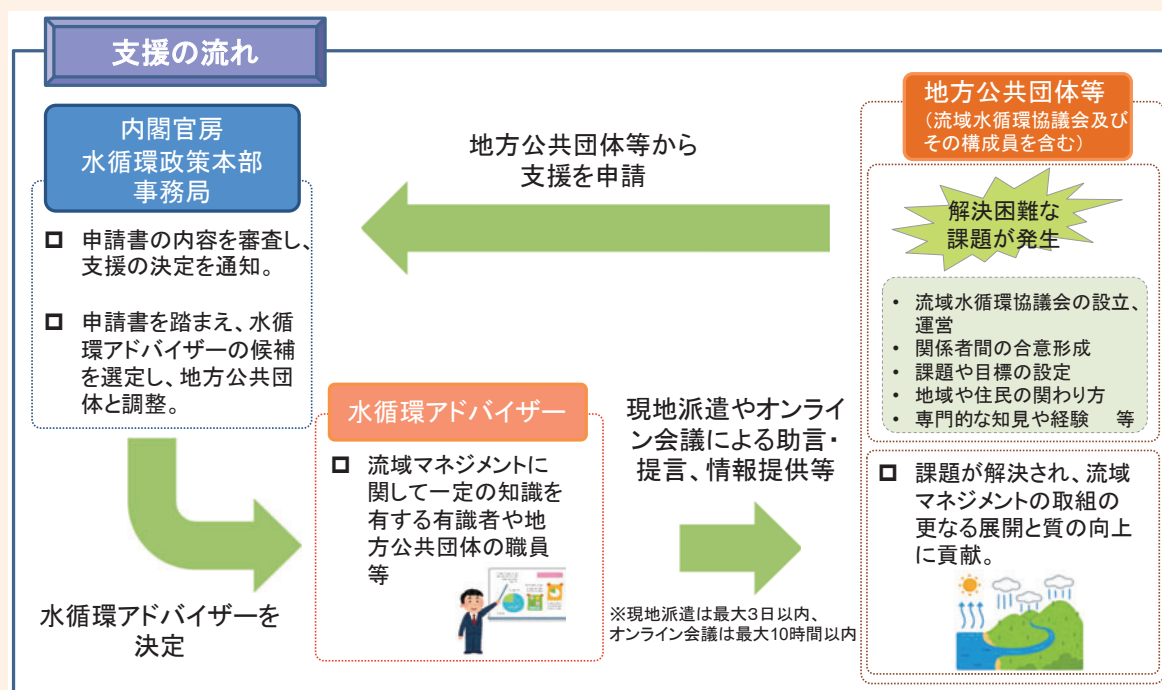 支援の流れ
内閣官房
水循環政策本部
事務局
申請書の内容を審査し、
支援の決定を通知。
申請書を踏まえ、水循
環アドバイザーの候補
を選定し、地方公共団
体と調整。
水循環アドバイザーを
決定
地方公共団体等から
支援を申請
水循環アドバイザー
流域マネジメントに
関して一定の知識を
有する有識者や地
方公共団体の職員
等
現地派遣やオンライ
ン会議による助言・
提言、情報提供等
※現地派遣は最大3日以内、
オンライン会議は最大10時間以内
地方公共団体等
（流域水循環協議会及び
その構成員を含む）
解決困難な
課題が発生
• 流域水循環協議会の設立、
運営
• 関係者間の合意形成
• 課題や目標の設定
• 地域や住民の関わり方
• 専門的な知見や経験　等
課題が解決され、流域
マネジメントの取組の
更なる展開と質の向上
に貢献。